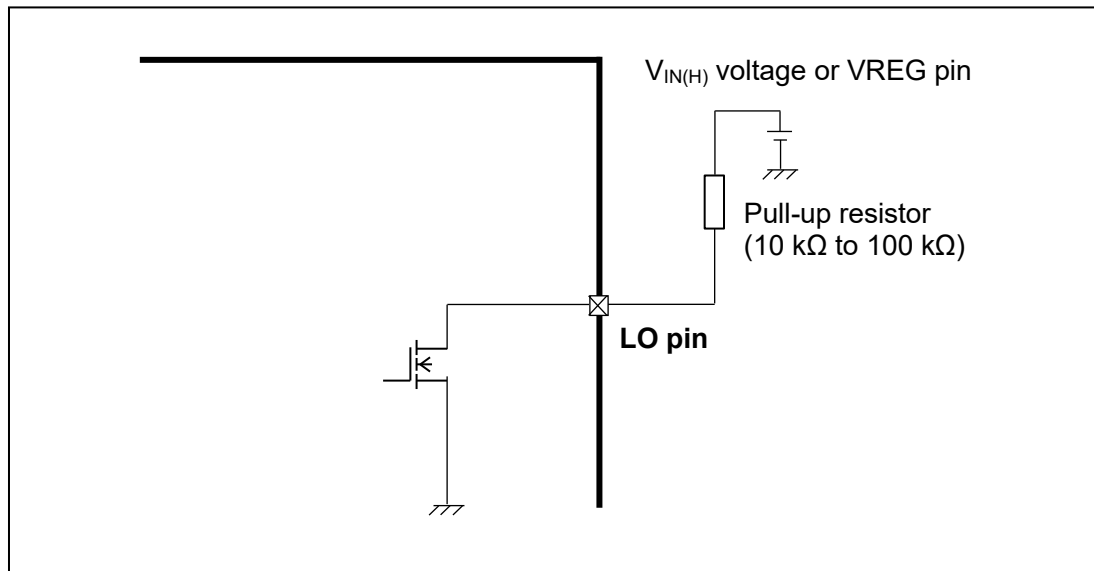 VIN(H) voltage or VREG pin
Pull-up resistor
(10 kΩ to 100 kΩ)
LO pin